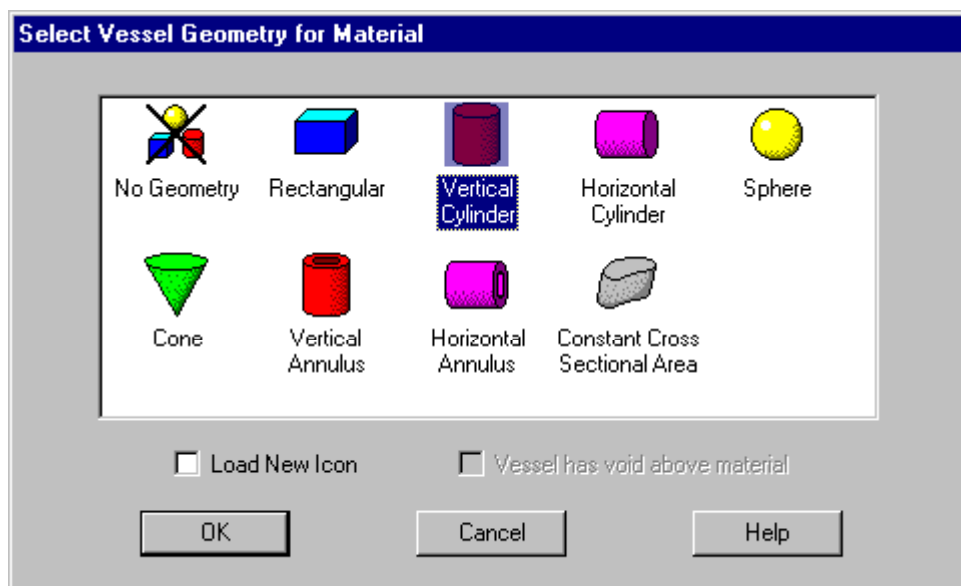 Select Vessel Geometry for Material
No Geometry
Rectangular
Vertical
Cylinder
Horizontal
Cylinder
Sphere
Cone
Vertical
Annulus
Horizontal
Annulus
Constant Cross
Sectional Area
Load New Icon
Vessel has void above material
OK
Cancel
Help